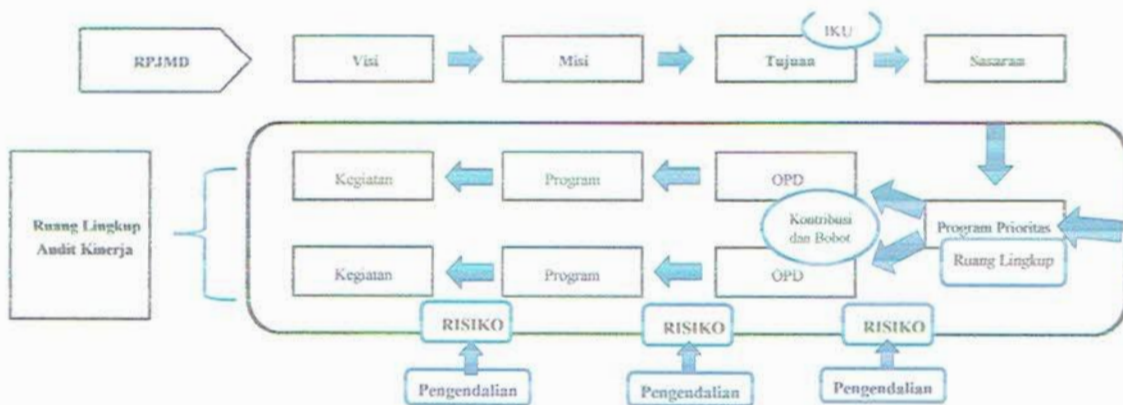 IKU
RPJMD
Visi
Misi
Tujuan
Sasaran
Ruang Lingkup
Audit Kinerja
Kegiatan
Program
OPD
Kontribusi
dan Bobot
Program Prioritas
Ruang Lingkup
Kegiatan
Program
OPD
RISIKO
RISIKO
RISIKO
Pengendalian
Pengendalian
Pengendalian